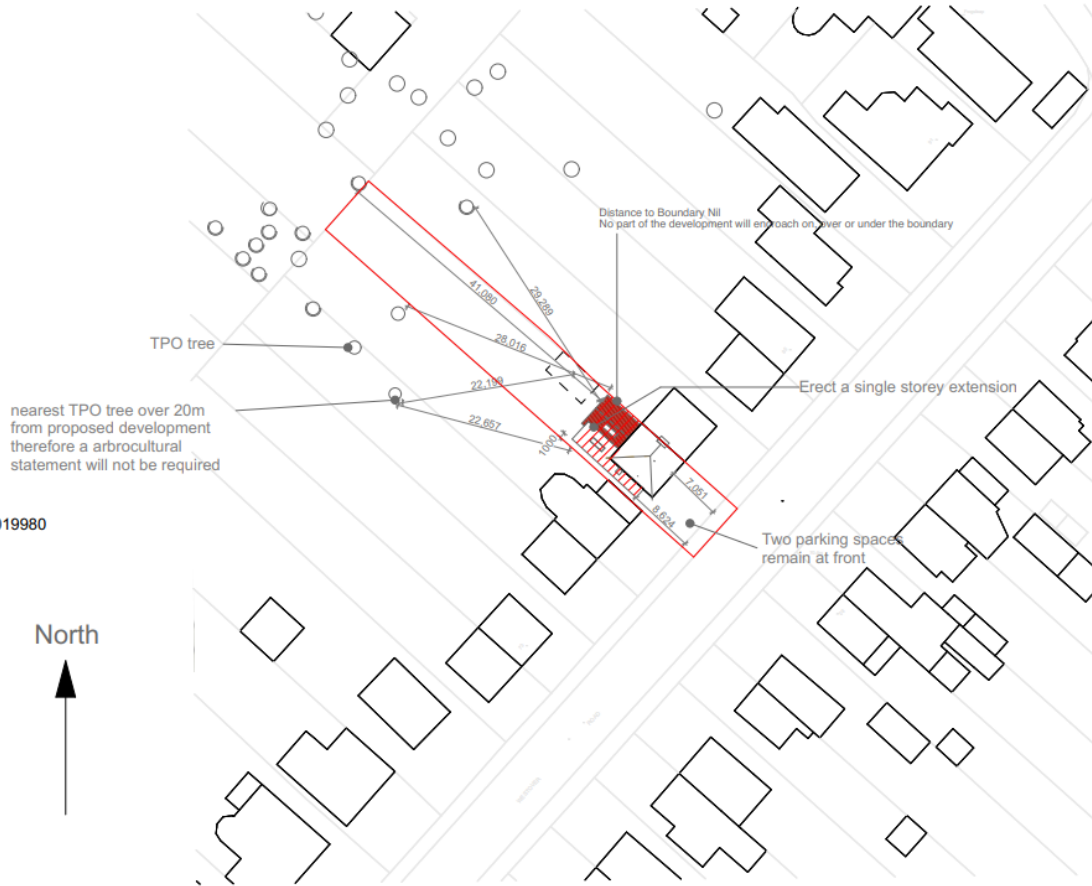 Distance to Boundary Nil
No part of the development will encroach on, over or under the boundary
41,080
29,289
28,016
TPO tree
22,199
Erect a single storey extension
nearest TPO tree over 20m
from proposed development
therefore a arbrocultural
statement will not be required
22,657
1000
7,051
8,624
19980
Two parking spaces
remain at front
North